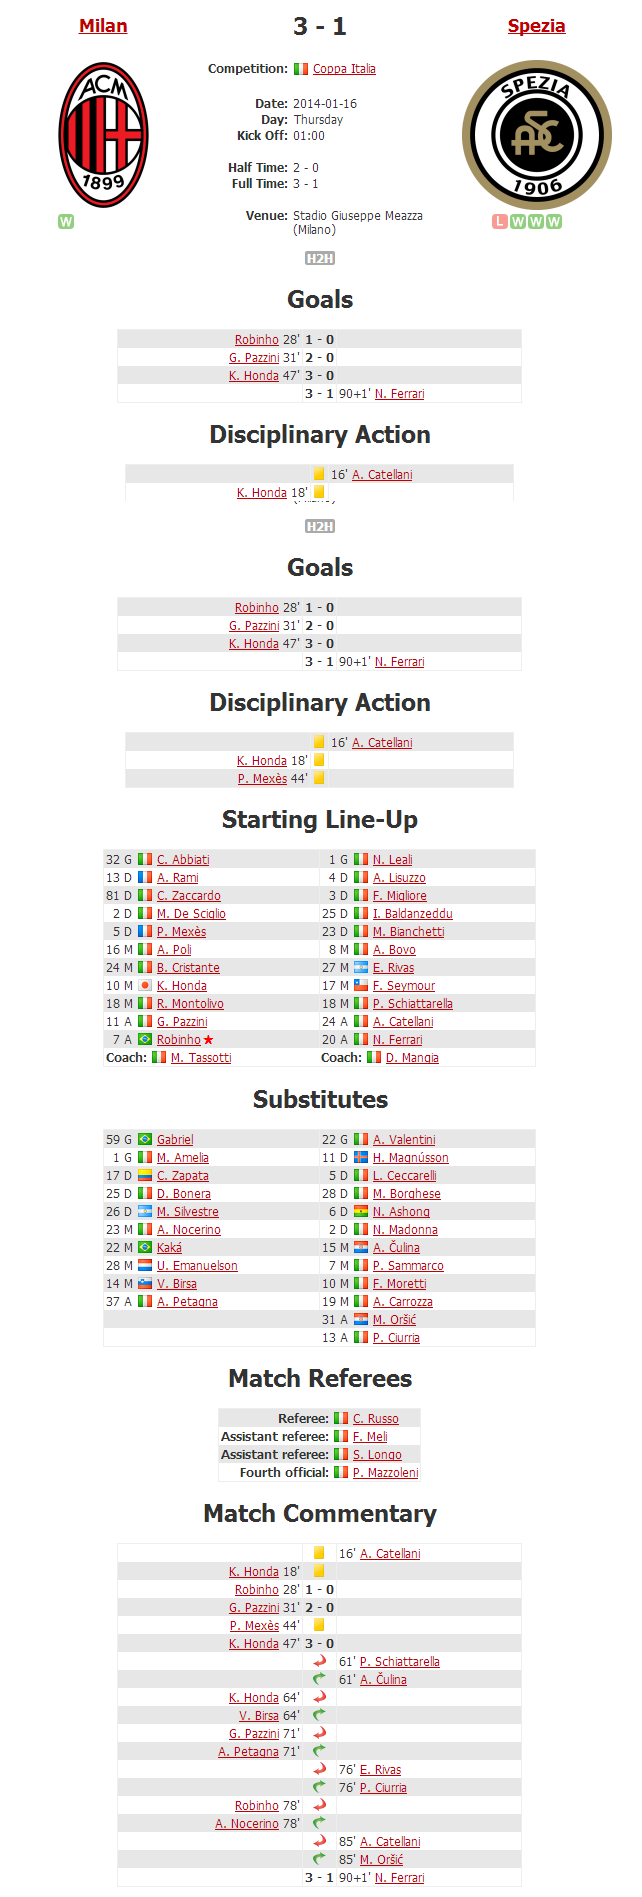 Milan 3 - 1 Spezia
Competition: Coppa Italia
ACM
1899
SPEZIA
ASC
1906
Date: 2014-01-16
Day: Thursday
Kick Off: 01:00
Half Time: 2 - 0
Full Time: 3 - 1
Venue: Stadio Giuseppe Meazza
(Milano)
W
L W W W
H2H
Goals
Robinho 28' 1 - 0
G. Pazzini 31' 2 - 0
K. Honda 47' 3 - 0
3 - 1 90+1' N. Ferrari
Disciplinary Action
16' A. Catellani
K. Honda 18'
H2H
Goals
Robinho 28' 1 - 0
G. Pazzini 31' 2 - 0
K. Honda 47' 3 - 0
3 - 1 90+1' N. Ferrari
Disciplinary Action
16' A. Catellani
K. Honda 18'
P. Mexès 44'
Starting Line-Up
32 G C. Abbiati 1 G N. Leali
13 D A. Rami 4 D A. Lisuzzo
81 D C. Zaccardo 3 D F. Migliore
2 D M. De Sciglio 25 D I. Baldanzeddu
5 D P. Mexès 23 D M. Bianchetti
16 M A. Poli 8 M A. Bovo
24 M B. Cristante 27 M E. Rivas
10 M K. Honda 17 M F. Seymour
18 M R. Montolivo 18 M P. Schiattarella
11 A G. Pazzini 24 A A. Catellani
7 A Robinho 20 A N. Ferrari
Coach: M. Tassotti Coach: D. Mangia
Substitutes
59 G Gabriel 22 G A. Valentini
1 G M. Amelia 11 D H. Magnússon
17 D C. Zapata 5 D L. Ceccarelli
25 D D. Bonera 28 D M. Borghese
26 D M. Silvestre 6 D N. Ashong
23 M A. Nocerino 2 D N. Madonna
22 M Kaká 15 M A. Čulina
28 M U. Emanuelson 7 M P. Sammarco
14 M V. Birsa 10 M F. Moretti
37 A A. Petagna 19 M A. Carrozza
31 A M. Oršić
13 A P. Ciurria
Match Referees
Referee: C. Russo
Assistant referee: F. Meli
Assistant referee: S. Longo
Fourth official: P. Mazzoleni
Match Commentary
16' A. Catellani
K. Honda 18'
Robinho 28' 1 - 0
G. Pazzini 31' 2 - 0
P. Mexès 44'
K. Honda 47' 3 - 0
61' P. Schiattarella
61' A. Čulina
K. Honda 64'
V. Birsa 64'
G. Pazzini 71'
A. Petagna 71'
76' E. Rivas
76' P. Ciurria
Robinho 78'
A. Nocerino 78'
85' A. Catellani
85' M. Oršić
3 - 1 90+1' N. Ferrari